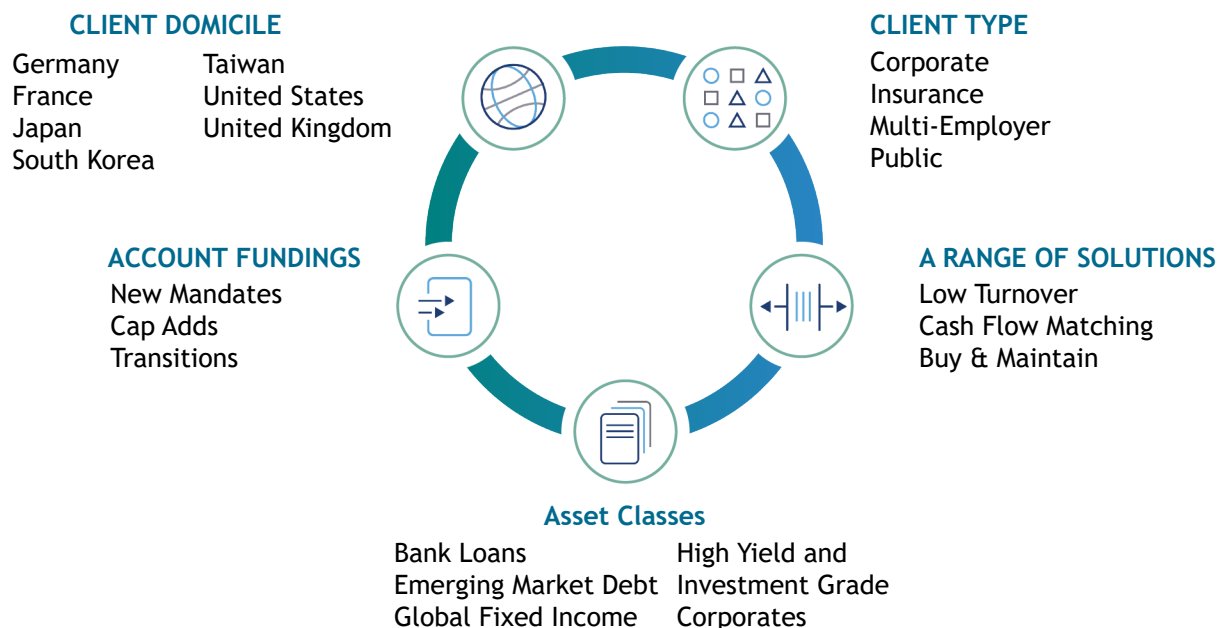 CLIENT DOMICILE
Germany
France
Japan
South Korea
Taiwan
United States
United Kingdom
CLIENT TYPE
Corporate
Insurance
Multi-Employer
Public
ACCOUNT FUNDINGS
New Mandates
Cap Adds
Transitions
A RANGE OF SOLUTIONS
Low Turnover
Cash Flow Matching
Buy & Maintain
Asset Classes
Bank Loans
Emerging Market Debt
Global Fixed Income
High Yield and
Investment Grade
Corporates